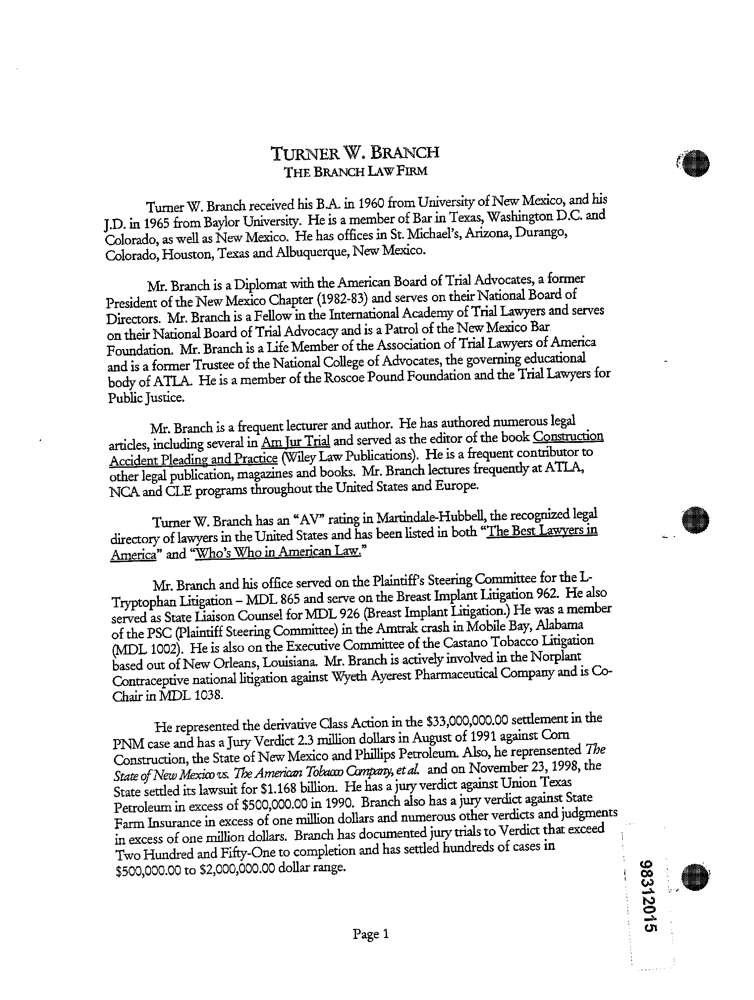 TURNER W. BRANCH
THE BRANCH LAW FIRM
Turner W. Branch received his B.A. in 1960 from University of New Mexico, and his
J.D. in 1965 from Baylor University. He is a member of Bar in Texas, Washington D.C. and
Colorado, as well as New Mexico. He has offices in St. Michael's, Arizona, Durango,
Colorado, Houston, Texas and Albuquerque, New Mexico.
Mr. Branch is a Diplomat with the American Board of Trial Advocates, a former
President of the New Mexico Chapter (1982-83) and serves on their National Board of
Directors. Mr. Branch is a Fellow in the International Academy of Trial Lawyers and serves
on their National Board of Trial Advocacy and is a Patrol of the New Mexico Bar
Foundation. Mr. Branch is a Life Member of the Association of Trial Lawyers of America
and is a former Trustee of the National College of Advocates, the governing educational
body of ATLA. He is a member of the Roscoe Pound Foundation and the Trial Lawyers for
Public Justice.
Mr. Branch is a frequent lecturer and author. He has authored numerous legal
articles, including several in Am Jur Trial and served as the editor of the book Construction
Accident Pleading and Practice (Wiley Law Publications). He is a frequent contributor to
other legal publication, magazines and books. Mr. Branch lectures frequently at ATLA,
NCA and CLE programs throughout the United States and Europe.
Turner W. Branch has an "AV" rating in Martindale-Hubbell, the recognized legal
directory of lawyers in the United States and has been listed in both "The Best Lawyers in
America" and "Who's Who in American Law."
Mr. Branch and his office served on the Plaintiff's Steering Committee for the L-
Tryptophan Litigation – MDL 865 and serve on the Breast Implant Litigation 962. He also
served as State Liaison Counsel for MDL 926 (Breast Implant Litigation.) He was a member
of the PSC (Plaintiff Steering Committee) in the Amtrak crash in Mobile Bay, Alabama
(MDL 1002). He is also on the Executive Committee of the Castano Tobacco Litigation
based out of New Orleans, Louisiana. Mr. Branch is actively involved in the Norplant
Contraceptive national litigation against Wyeth Ayerest Pharmaceutical Company and is Co-
Chair in MDL 1038.
He represented the derivative Class Action in the $33,000,000.00 settlement in the
PNM case and has a Jury Verdict 2.3 million dollars in August of 1991 against Corn
Construction, the State of New Mexico and Phillips Petroleum. Also, he reprensented The
State of New Mexico vs. The American Tobacco Company, et al. and on November 23, 1998, the
State settled its lawsuit for $1.168 billion. He has a jury verdict against Union Texas
Petroleum in excess of $500,000.00 in 1990. Branch also has a jury verdict against State
Farm Insurance in excess of one million dollars and numerous other verdicts and judgments
in excess of one million dollars. Branch has documented jury trials to Verdict that exceed
Two Hundred and Fifty-One to completion and has settled hundreds of cases in
$500,000.00 to $2,000,000.00 dollar range.
98312015
Page 1